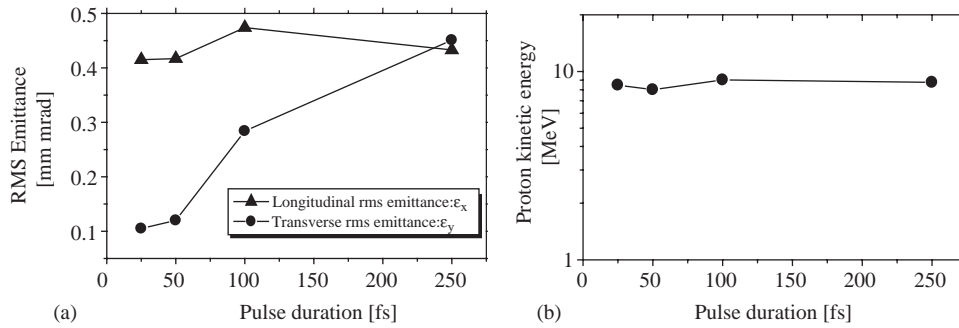 0.5
0.4
0.3
0.2
0.1
RMS Emittance
[mm mrad]
Longitudinal rms emittance:εx
Transverse rms emittance:εy
0 50 100 150 200 250
(a)
Pulse duration [fs]
Proton kinetic energy
[MeV]
10
1
0 50 100 150 200 250
(b)
Pulse duration [fs]